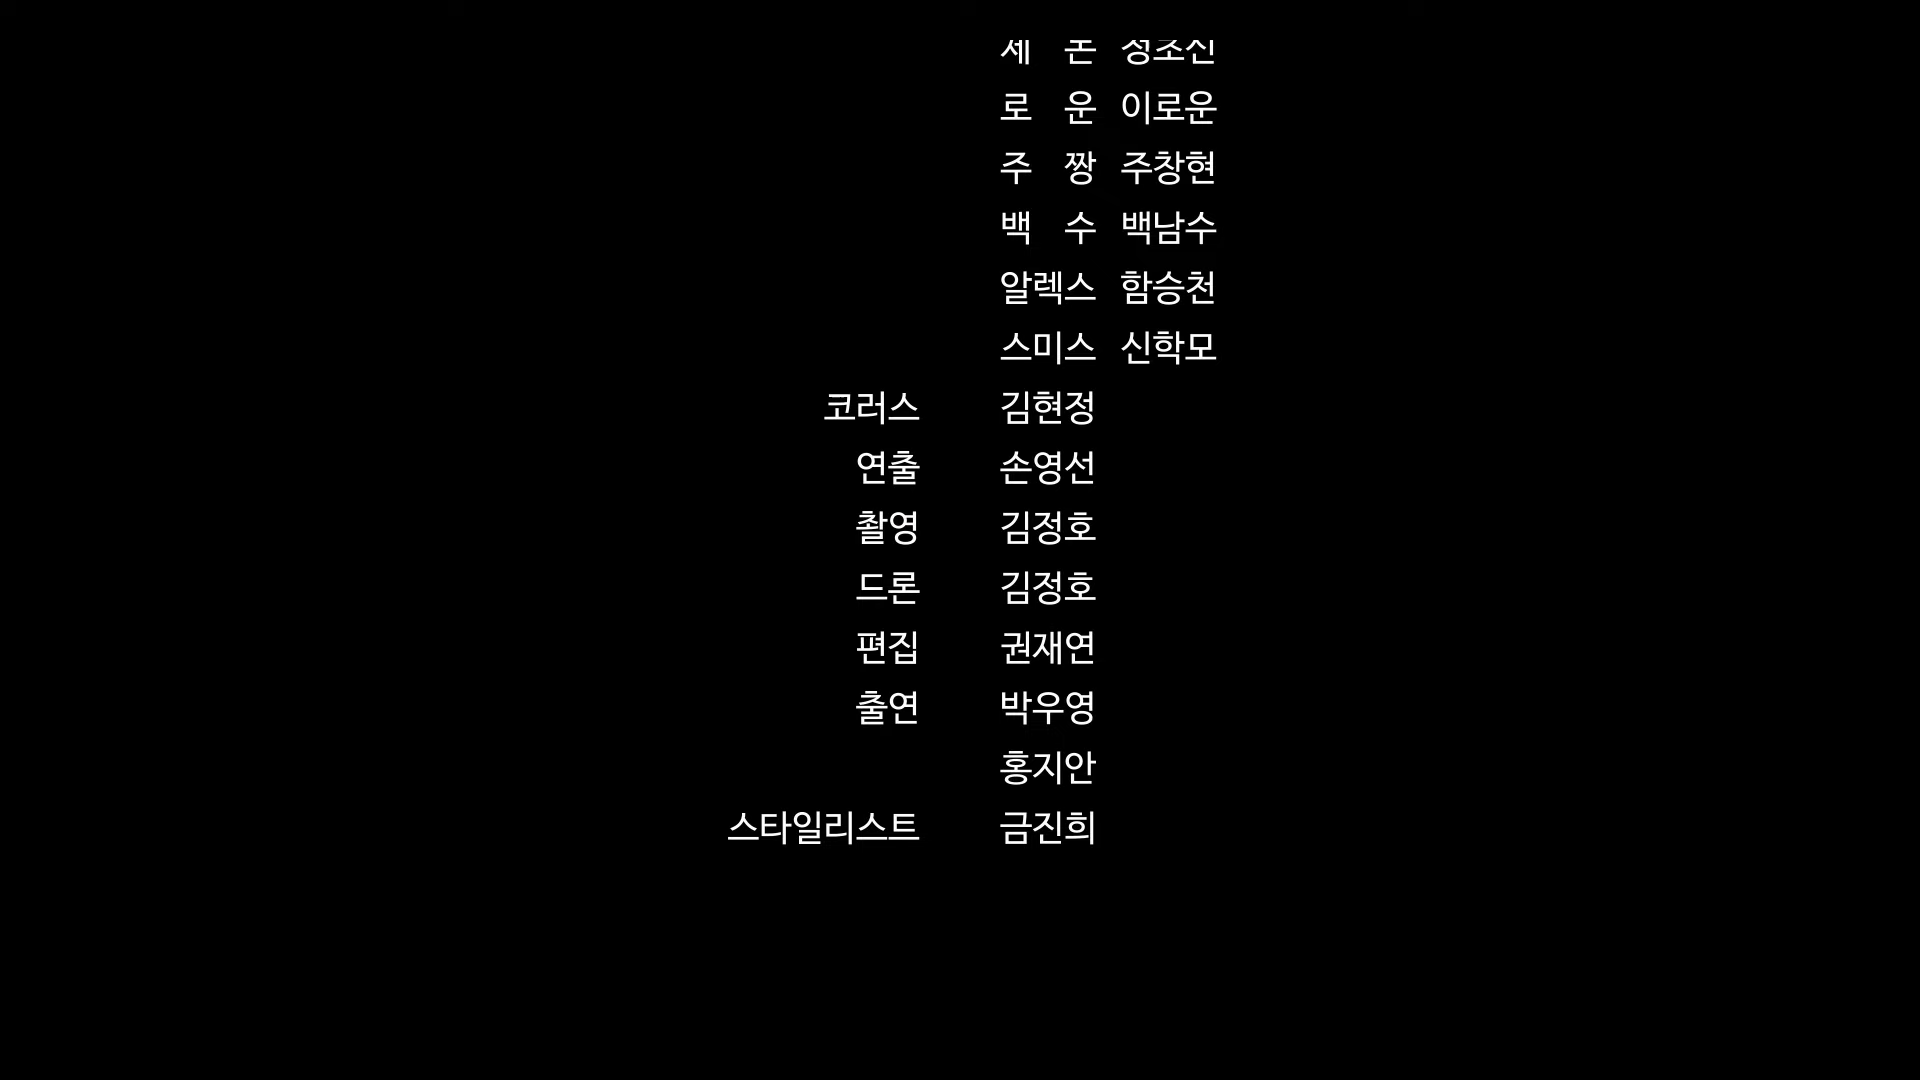 로 운 이로운
주 짱 주창현
백 수 백남수
알렉스 함승천
스미스 신학모
코러스 김현정
연출 손영선
촬영 김정호
드론 김정호
편집 권재연
출연 박우영
홍지안
스타일리스트 금진희